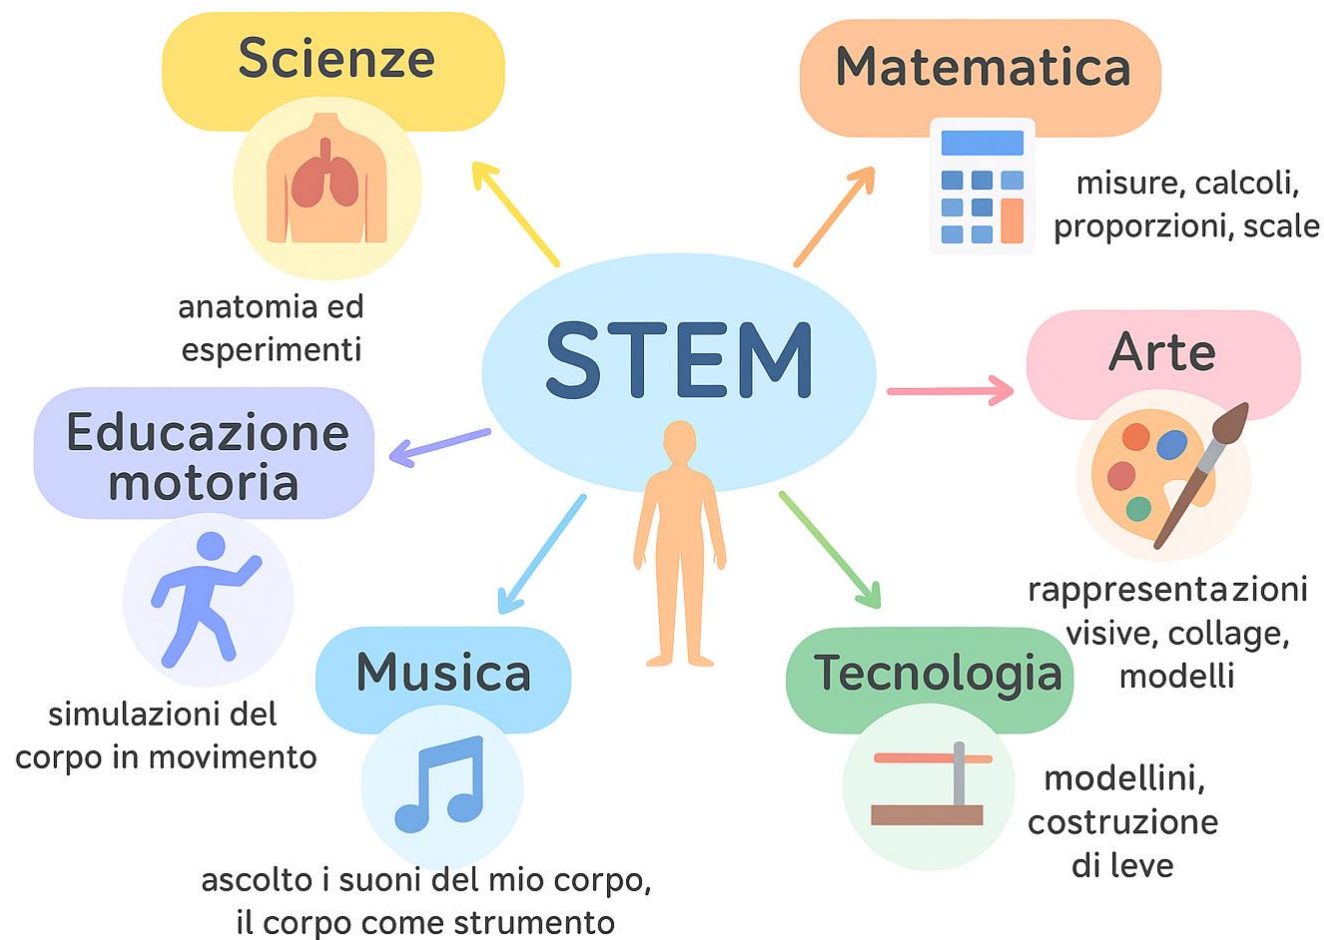 Scienze
anatomia ed
esperimenti
Matematica
misure, calcoli,
proporzioni, scale
STEM
Arte
rappresentazioni
visive, collage,
modelli
Educazione
motoria
simulazioni del
corpo in movimento
Musica
ascolto i suoni del mio corpo,
il corpo come strumento
Tecnologia
modellini,
costruzione
di leve